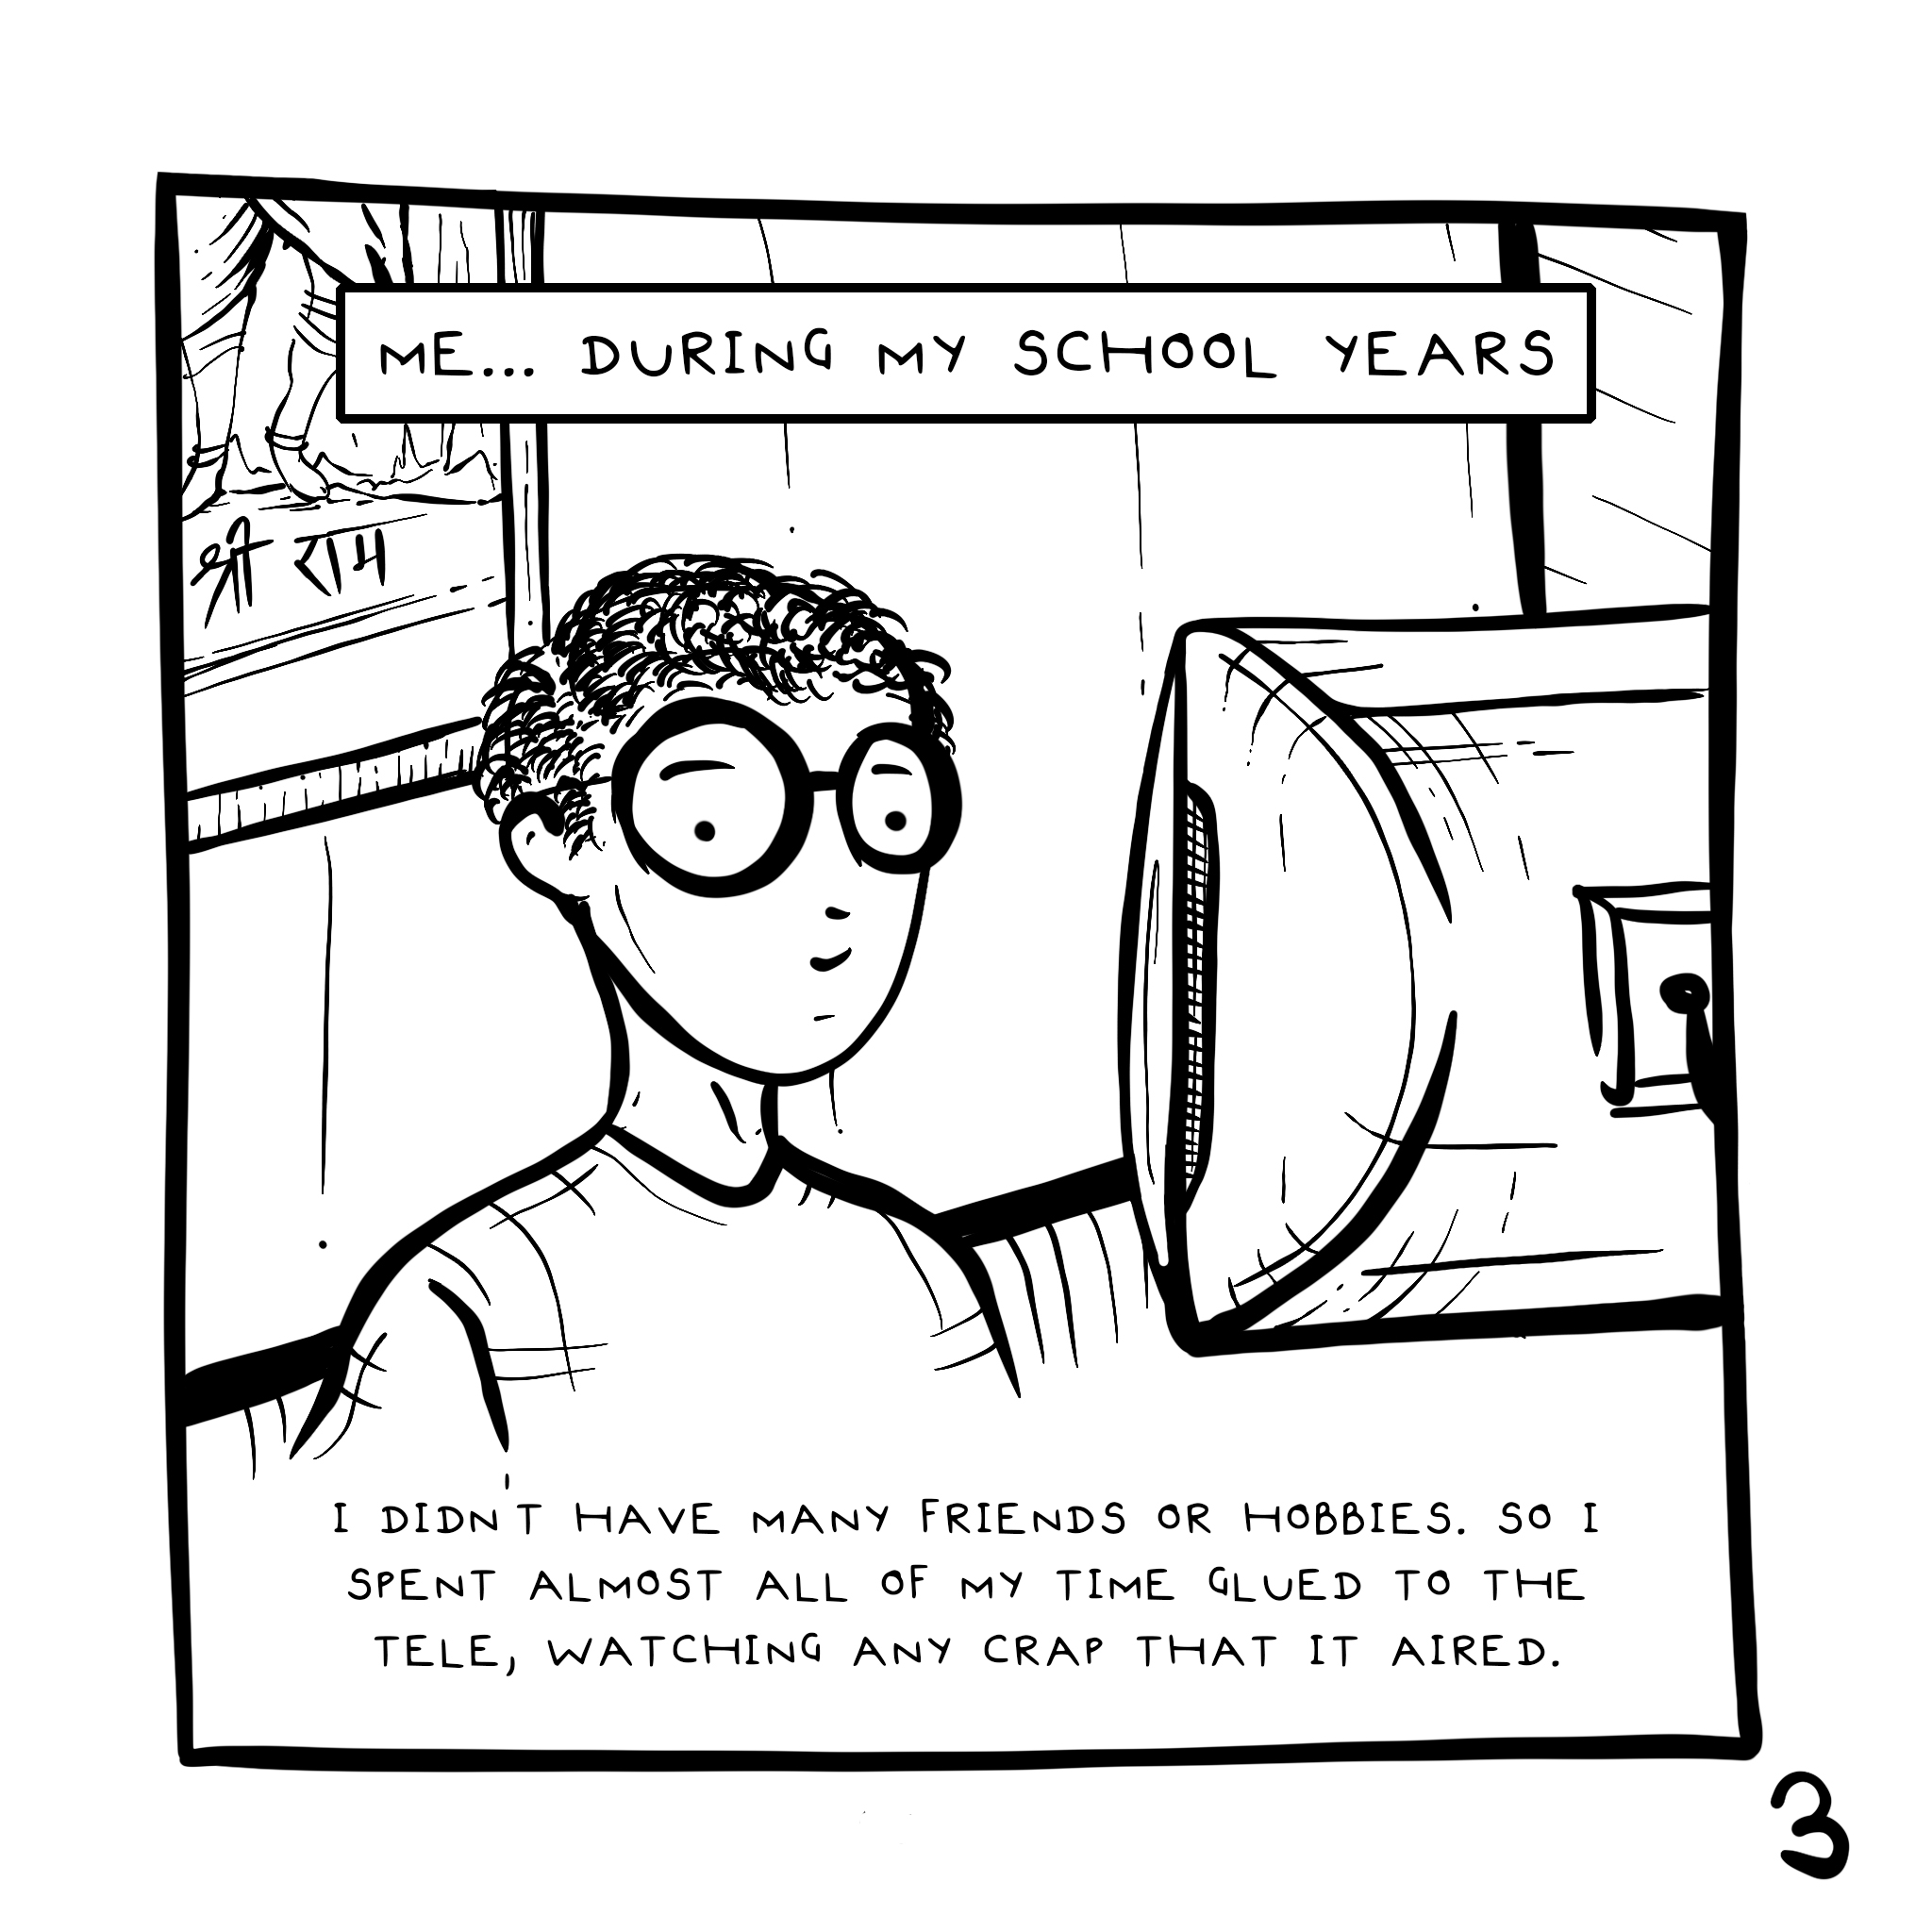 ME... DURING MY SCHOOL YEARS
श्री राम
I DIDN'T HAVE MANY FRIENDS OR HOBBIES. SO I
SPENT ALMOST ALL OF MY TIME GLUED TO THE
TELE, WATCHING ANY CRAP THAT IT AIRED.
3